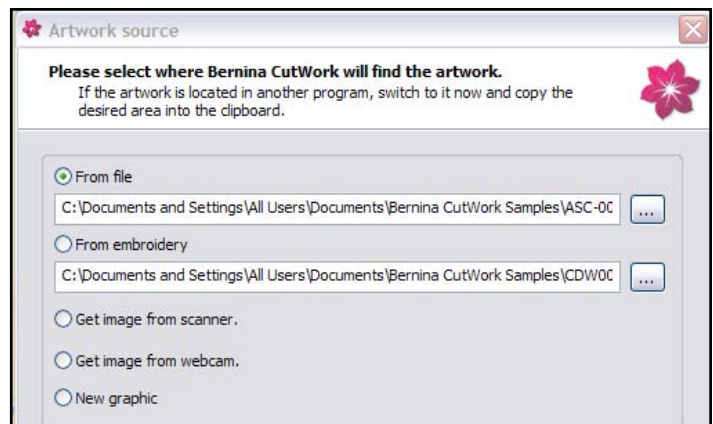 Artwork source
Please select where Bernina CutWork will find the artwork.
If the artwork is located in another program, switch to it now and copy the
desired area into the clipboard.
From file
C:\Documents and Settings\All Users\Documents\Bernina CutWork Samples\ASC-00
...
From embroidery
C:\Documents and Settings\All Users\Documents\Bernina CutWork Samples\CDW00
...
Get image from scanner.
Get image from webcam.
New graphic